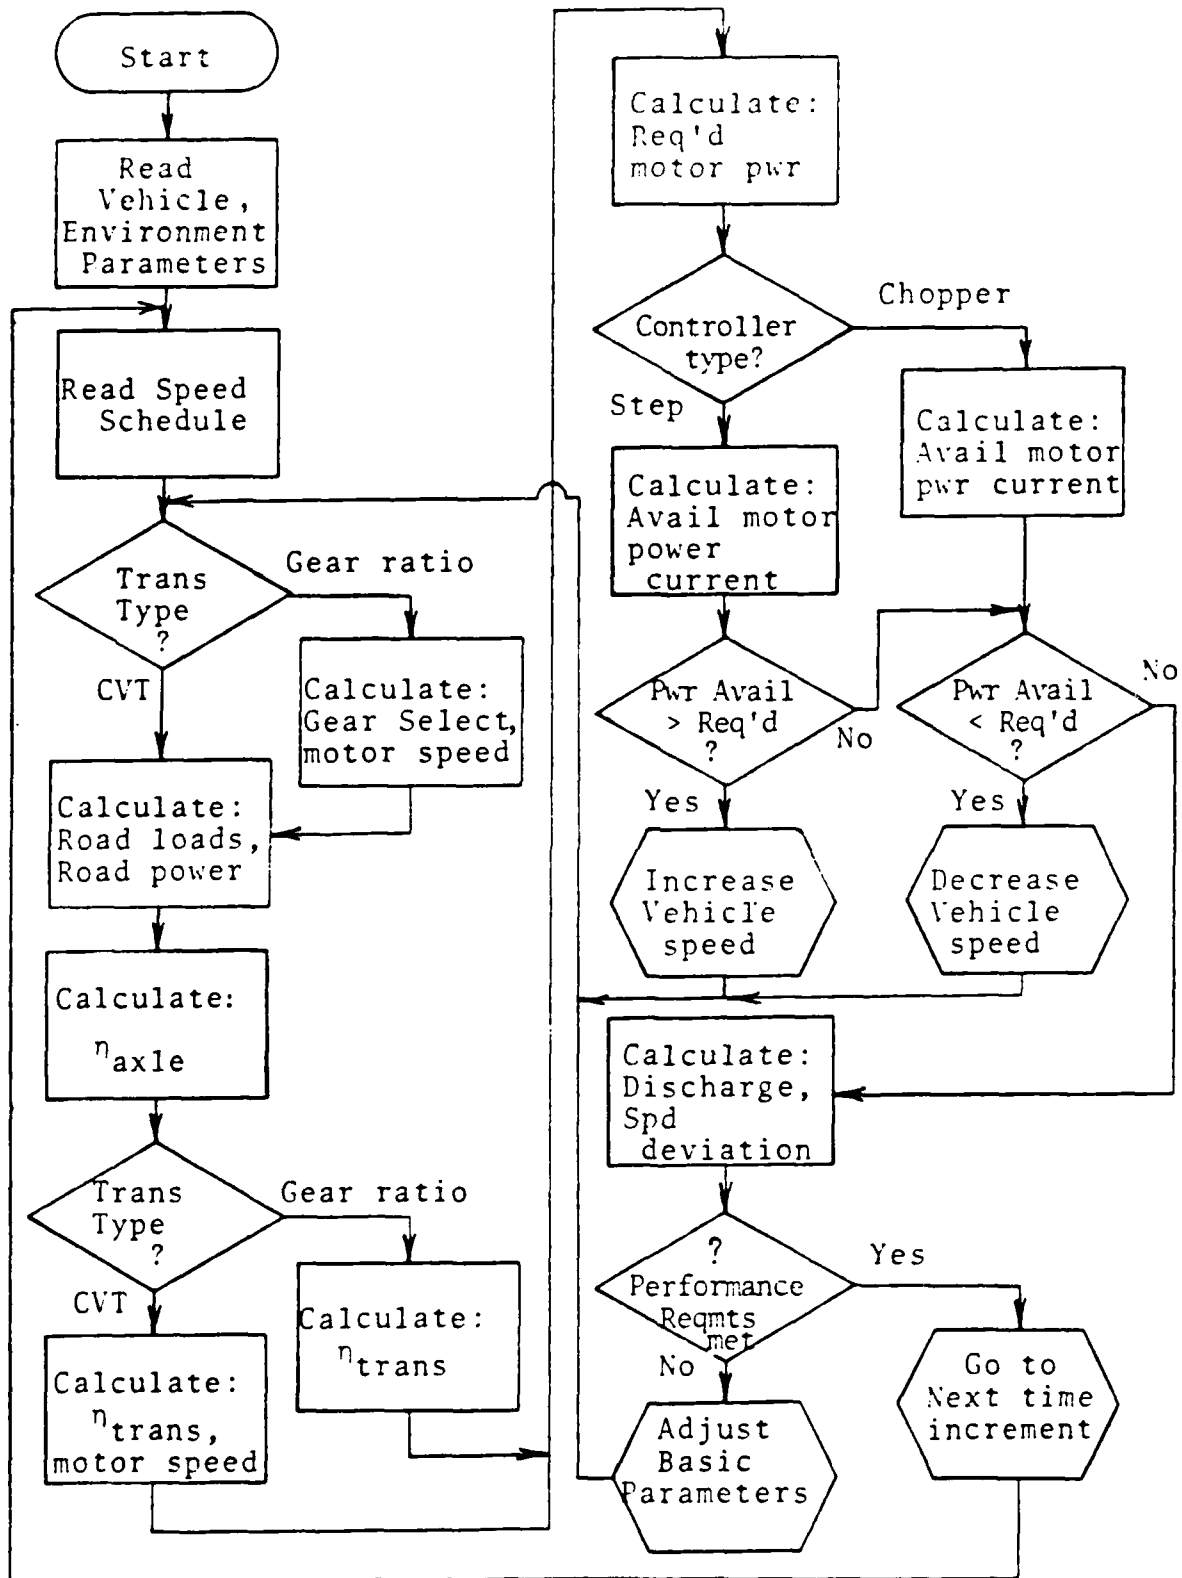 Start
Read
Vehicle,
Environment
Parameters
Read Speed
Schedule
Trans
Type
?
Gear ratio
CVT
Calculate:
Gear Select,
motor speed
Calculate:
Road loads,
Road power
Calculate:
ηaxle
Trans
Type
?
Gear ratio
CVT
Calculate:
ηtrans
Calculate:
ηtrans,
motor speed
Calculate:
Req'd
motor pwr
Controller
type?
Chopper
Step
Calculate:
Avail motor
pwr current
Calculate:
Avail motor
power
current
Pwr Avail
> Req'd
?
No
Yes
Pwr Avail
< Req'd
?
No
Yes
Increase
Vehicle
speed
Decrease
Vehicle
speed
Calculate:
Discharge,
Spd
deviation
?
Performance
Reqmts
met
Yes
No
Go to
Next time
increment
Adjust
Basic
Parameters